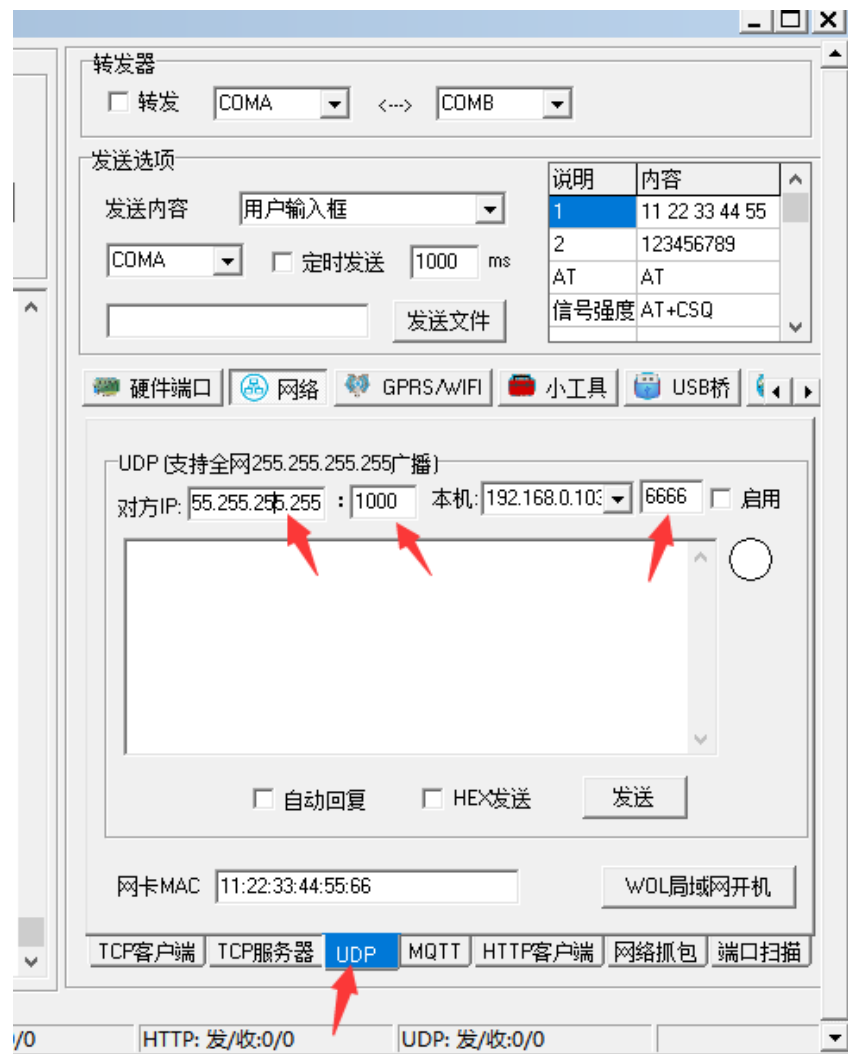 转发器
转发 COMA <---> COMB
发送选项
发送内容 用户输入框
COMA 定时发送 1000 ms
发送文件
说明 内容
1 11 22 33 44 55
2 123456789
AT AT
信号强度 AT+CSQ
硬件端口 网络 GPRS/WIFI 小工具 USB桥
UDP (支持全网255.255.255.255广播)
对方IP: 55.255.255.255 : 1000 本机: 192.168.0.103 6666 启用
自动回复 HEX发送 发送
网卡MAC 11:22:33:44:55:66 WOL局域网开机
TCP客户端 TCP服务器 UDP MQTT HTTP客户端 网络抓包 端口扫描
/0 HTTP: 发/收:0/0 UDP: 发/收:0/0